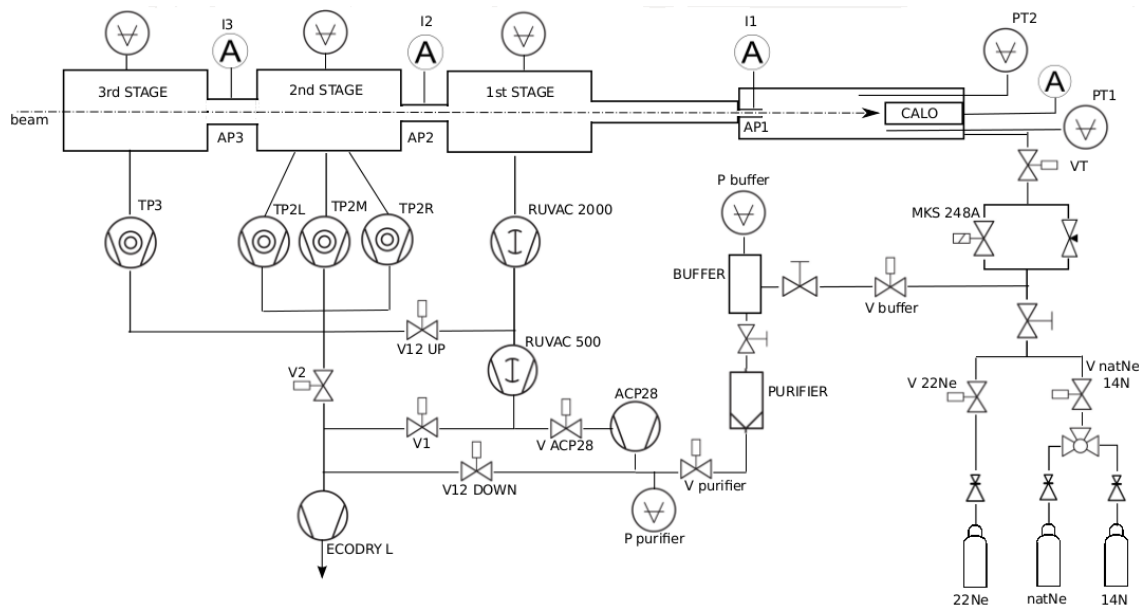 I3
I2
I1
PT2
A
A
A
A
3rd STAGE
2nd STAGE
1st STAGE
CALO
PT1
beam
AP3
AP2
AP1
VT
P buffer
TP3
TP2L
TP2M
TP2R
RUVAC 2000
MKS 248A
BUFFER
V buffer
V12 UP
RUVAC 500
V2
V natNe
14N
V 22Ne
ACP28
PURIFIER
V1
V ACP28
V12 DOWN
V purifier
ECODRY L
P purifier
22Ne
natNe
14N